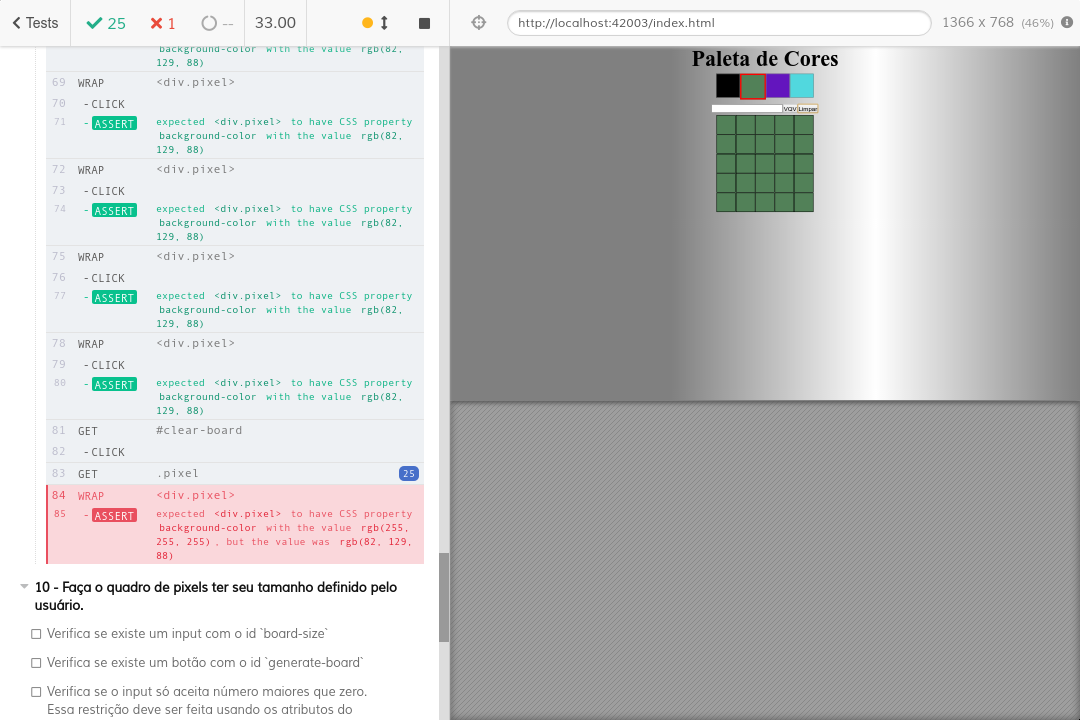 Tests
25
1
--
33.00
http://localhost:42003/index.html
1366 x 768 (46%)
background-color with the value rgb(82,
129, 88)
69 WRAP <div.pixel>
70 -CLICK
71 -ASSERT expected <div.pixel> to have CSS property
background-color with the value rgb(82,
129, 88)
72 WRAP <div.pixel>
73 -CLICK
74 -ASSERT expected <div.pixel> to have CSS property
background-color with the value rgb(82,
129, 88)
75 WRAP <div.pixel>
76 -CLICK
77 -ASSERT expected <div.pixel> to have CSS property
background-color with the value rgb(82,
129, 88)
78 WRAP <div.pixel>
79 -CLICK
80 -ASSERT expected <div.pixel> to have CSS property
background-color with the value rgb(82,
129, 88)
81 GET #clear-board
82 -CLICK
83 GET .pixel 25
84 WRAP <div.pixel>
85 -ASSERT expected <div.pixel> to have CSS property
background-color with the value rgb(255,
255, 255), but the value was rgb(82, 129,
88)
10 - Faça o quadro de pixels ter seu tamanho definido pelo
usuário.
Verifica se existe um input com o id `board-size`
Verifica se existe um botão com o id `generate-board`
Verifica se o input só aceita número maiores que zero.
Essa restrição deve ser feita usando os atributos do
Paleta de Cores
VQV Limpar